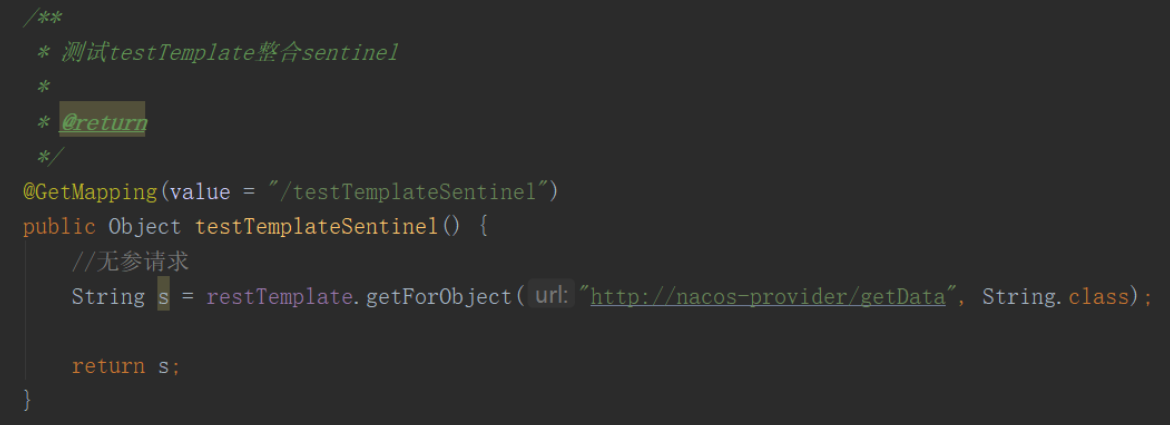 /**
 * 测试testTemplate整合sentinel
 *
 * @return
 */
@GetMapping(value = "/testTemplateSentinel")
public Object testTemplateSentinel() {
    //无参请求
    String s = restTemplate.getForObject( url: "http://nacos-provider/getData", String.class);
    return s;
}